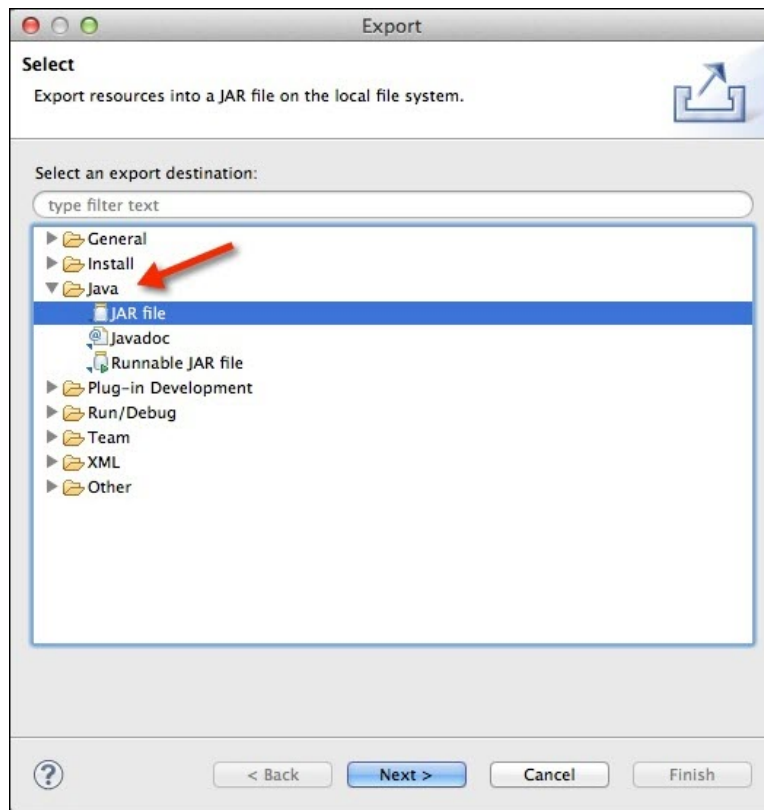 Export
Select
Export resources into a JAR file on the local file system.
Select an export destination:
type filter text
General
Install
Java
JAR file
Javadoc
Runnable JAR file
Plug-in Development
Run/Debug
Team
XML
Other
? < Back Next > Cancel Finish